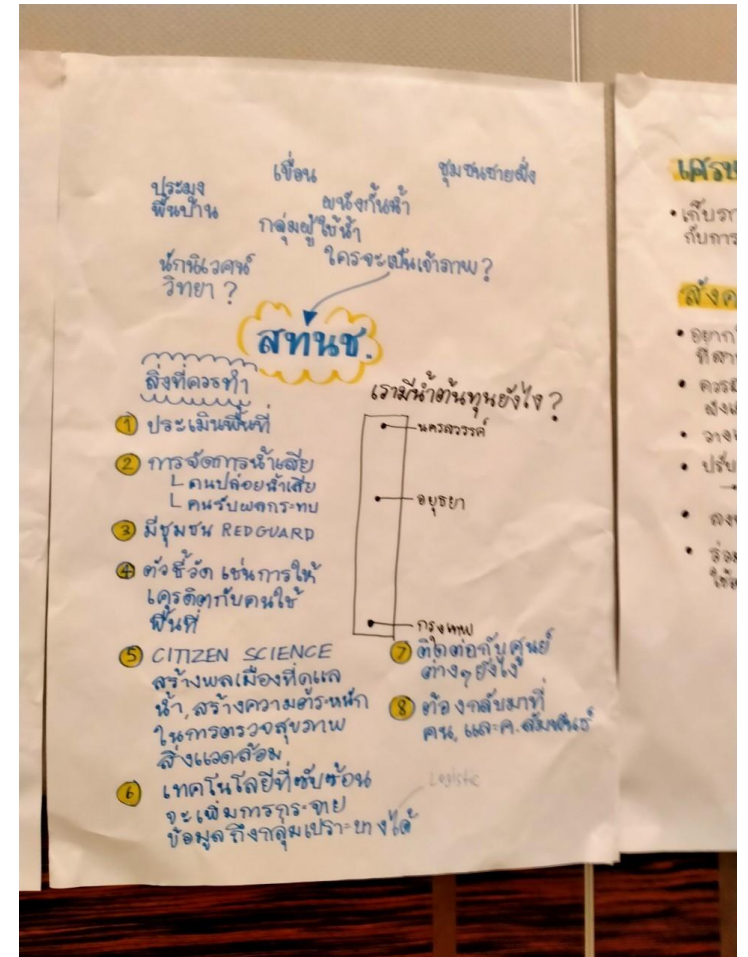 เขื่อน
ชุมชนชายฝั่ง
ประมง
พื้นบ้าน
ผนังกั้นน้ำ
กลุ่มผู้ใช้น้ำ
ใครจะเป็นเจ้าภาพ?
นักนิเวศน์
วิทยา?
สทนช.
สิ่งที่ควรทำ
1 ประเมินพื้นที่
2 การจัดการน้ำเสีย
คนปล่อยน้ำเสีย
คนรับผลกระทบ
3 มีชุมชน REDGUARD
4 ตัวชี้วัด เช่นการให้
เครดิตกับคนใช้
พื้นที่
5 CITIZEN SCIENCE
สร้างพลเมืองที่ดูแล
น้ำ, สร้างความตระหนัก
ในการตรวจสุขภาพ
สิ่งแวดล้อม
6 เทคโนโลยีที่ซับซ้อน
จะเพิ่มการกระจาย
ข้อมูลถึงกลุ่มเปราะบางได้
Logistic
เรามีน้ำต้นทุนยังไง?
นครสวรรค์
อยุธยา
กรุงเทพ
7 ติดต่อกับศูนย์
ต่างๆยังไง
8 ต้องกลับมาที่
คน, และค.สัมพันธ์
กับการ
• อยาก
• ควร
• วาง
• ปรับ